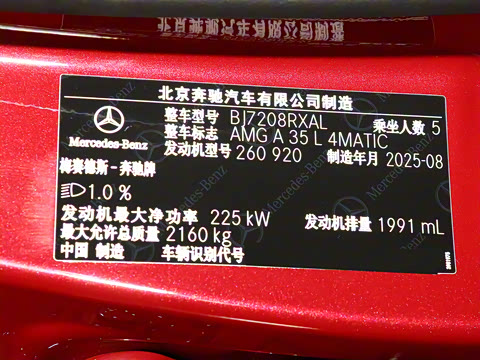 北京奔驰汽车有限公司制造
整车型号 BJ7208RXAL 乘坐人数 5
整车标志 AMG A 35 L 4MATIC
发动机型号 260 920 制造年月 2025-08
Mercedes-Benz
梅赛德斯－奔驰牌
1.0 %
发动机最大净功率 225 kW 发动机排量 1991 mL
最大允许总质量 2160 kg
中国 制造 车辆识别代号